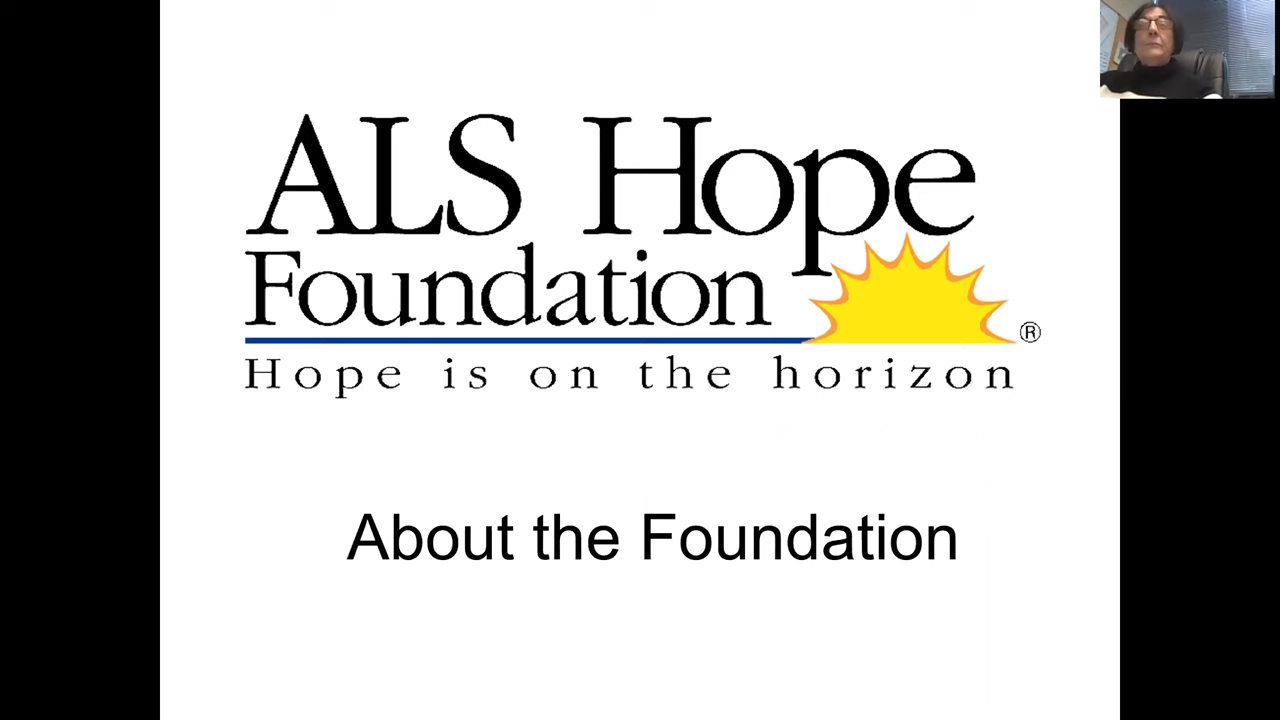 ALS Hope
Foundation
®
Hope is on the horizon
About the Foundation